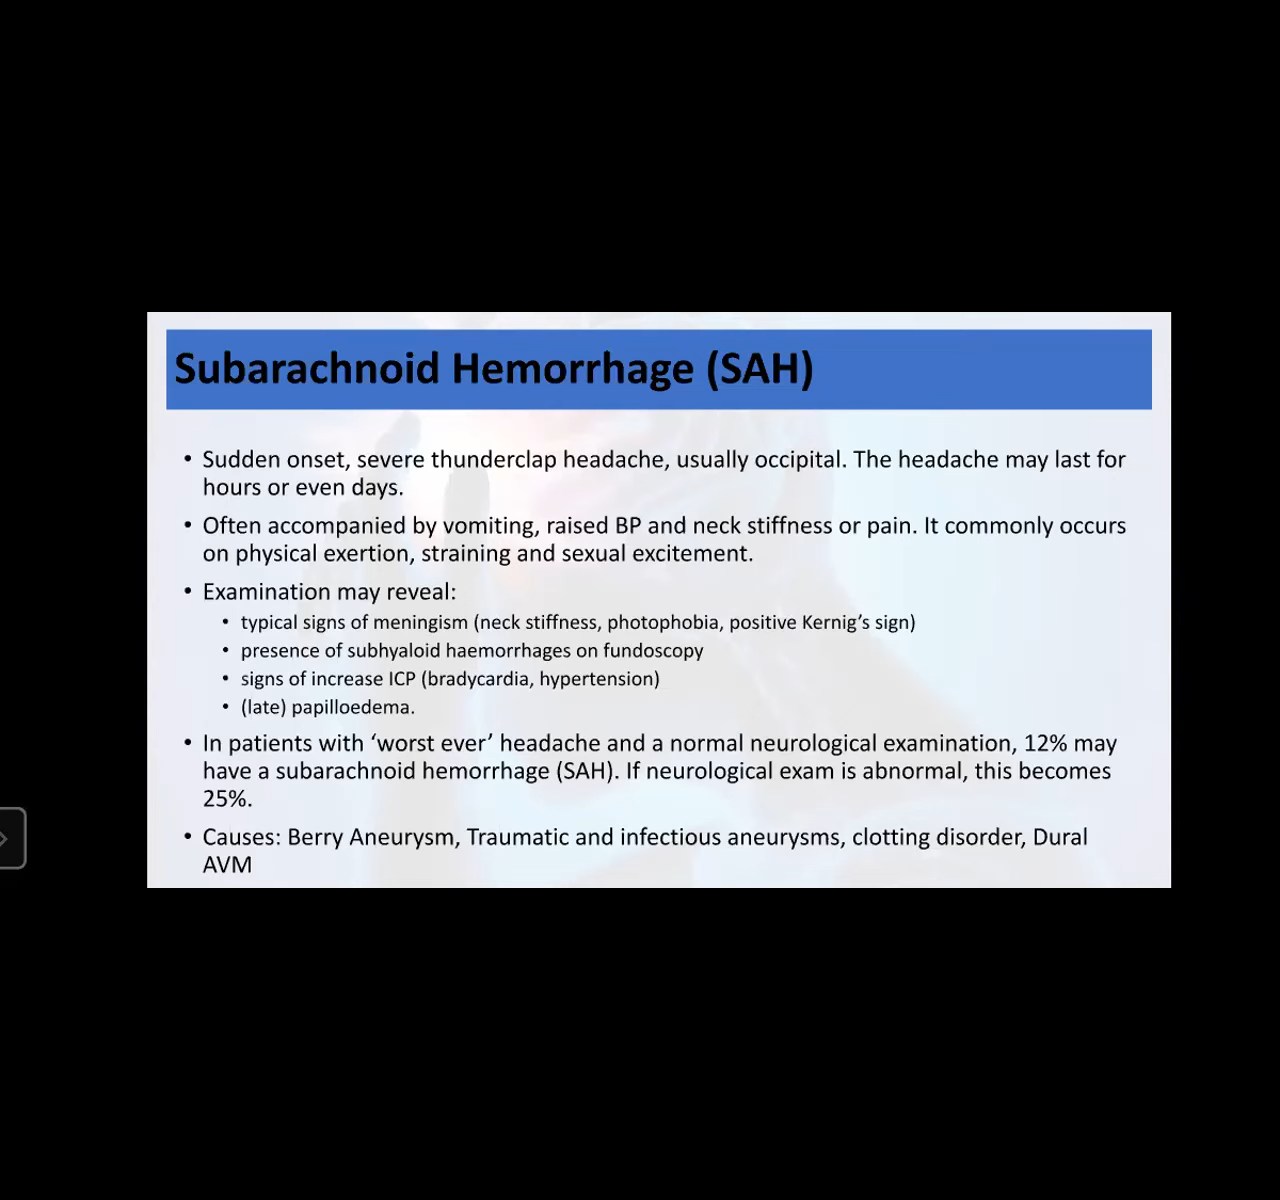 Subarachnoid Hemorrhage (SAH)
• Sudden onset, severe thunderclap headache, usually occipital. The headache may last for
hours or even days.
• Often accompanied by vomiting, raised BP and neck stiffness or pain. It commonly occurs
on physical exertion, straining and sexual excitement.
• Examination may reveal:
• typical signs of meningism (neck stiffness, photophobia, positive Kernig’s sign)
• presence of subhyaloid haemorrhages on fundoscopy
• signs of increase ICP (bradycardia, hypertension)
• (late) papilloedema.
• In patients with ‘worst ever’ headache and a normal neurological examination, 12% may
have a subarachnoid hemorrhage (SAH). If neurological exam is abnormal, this becomes
25%.
• Causes: Berry Aneurysm, Traumatic and infectious aneurysms, clotting disorder, Dural
AVM